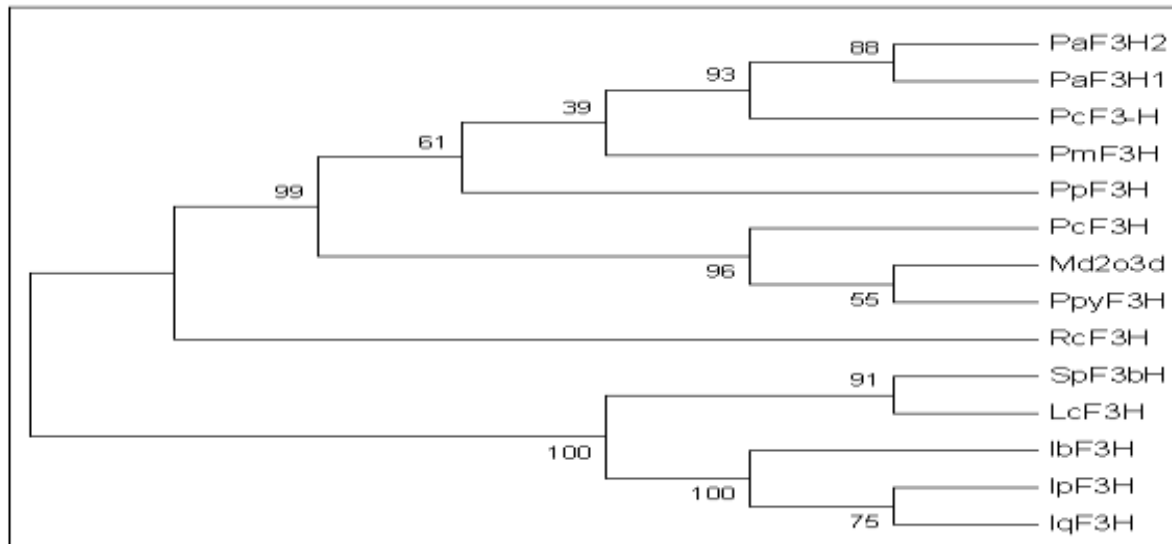 PaF3H2
88
PaF3H1
93
PcF3-H
39
PmF3H
61
PpF3H
99
PcF3H
Md2o3d
96
PpyF3H
55
RcF3H
SpF3bH
91
LcF3H
100
IbF3H
IpF3H
100
IqF3H
75